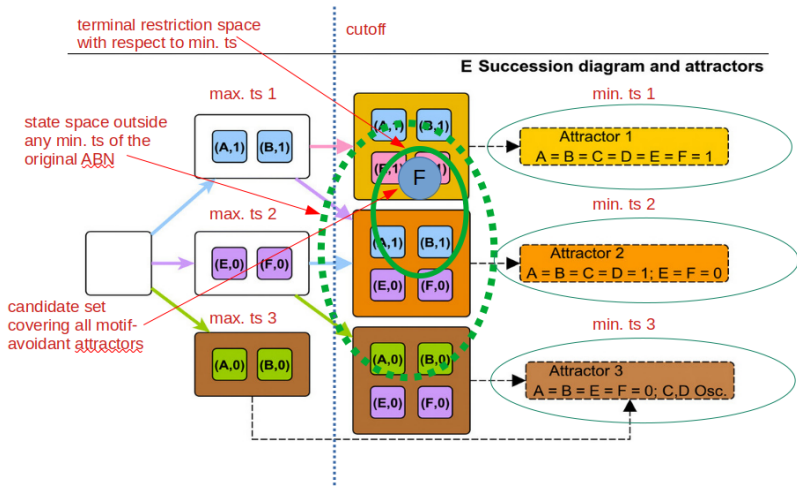 terminal restriction space
with respect to min. ts
cutoff
E Succession diagram and attractors
max. ts 1
min. ts 1
state space outside
any min. ts of the
original ABN
(A,1) (B,1)
(A,1) (B,1)
Attractor 1
A = B = C = D = E = F = 1
F
max. ts 2
min. ts 2
(E,0) (F,0)
(A,1) (B,1)
(E,0) (F,0)
Attractor 2
A = B = C = D = 1; E = F = 0
candidate set
covering all motif-
avoidant attractors
max. ts 3
min. ts 3
(A,0) (B,0)
(A,0) (B,0)
(E,0) (F,0)
Attractor 3
A = B = E = F = 0; C,D Osc.